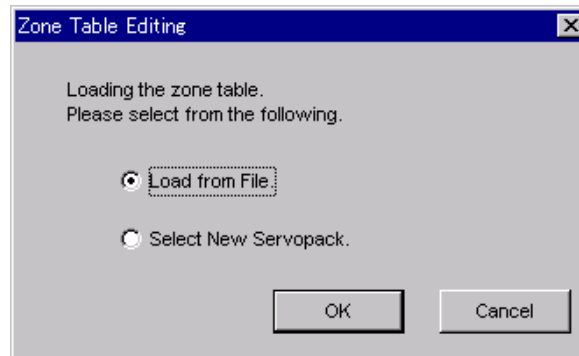 Zone Table Editing
Loading the zone table.
Please select from the following.
Load from File.
Select New Servopack.
OK Cancel